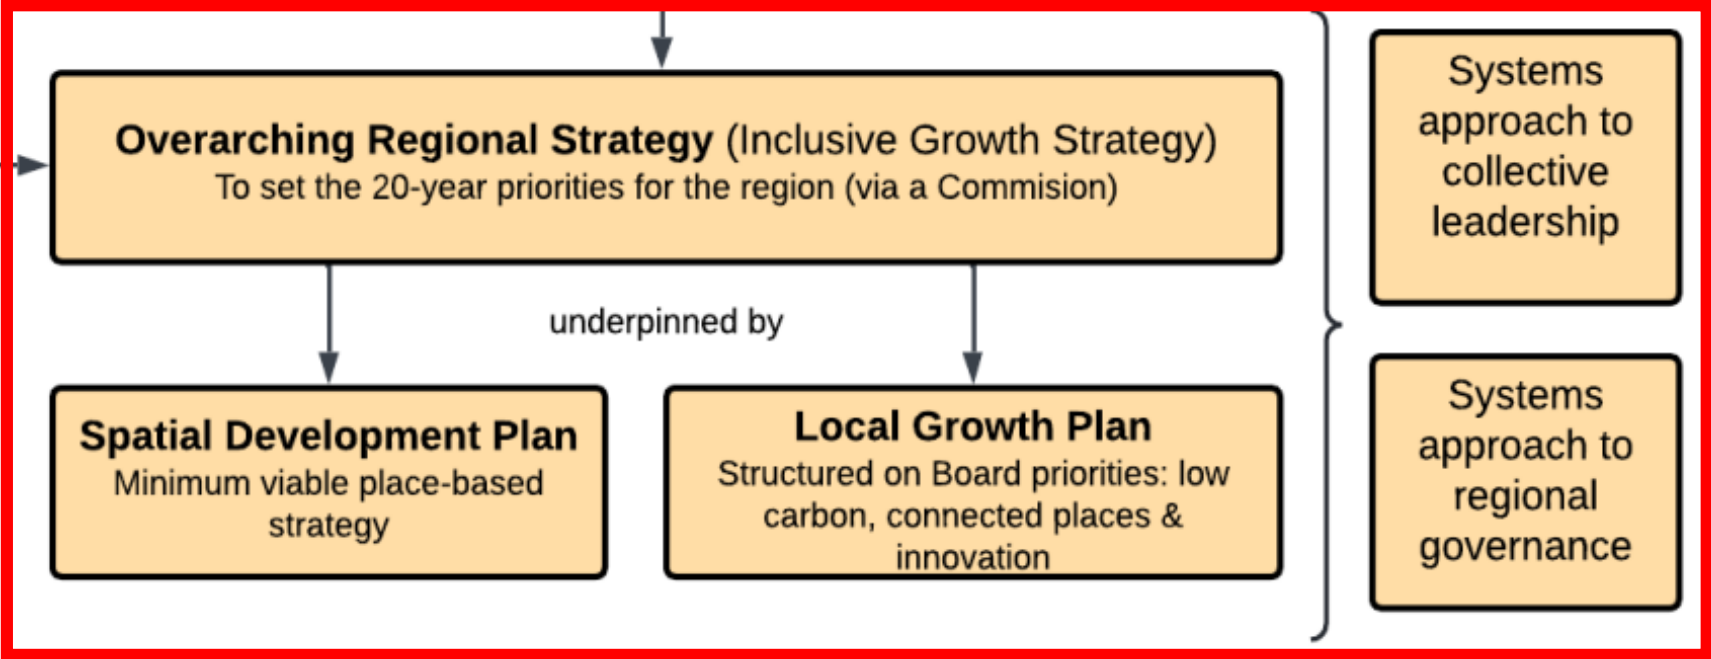 Overarching Regional Strategy (Inclusive Growth Strategy)
To set the 20-year priorities for the region (via a Commision)
underpinned by
Spatial Development Plan
Minimum viable place-based
strategy
Local Growth Plan
Structured on Board priorities: low
carbon, connected places &
innovation
Systems
approach to
collective
leadership
Systems
approach to
regional
governance